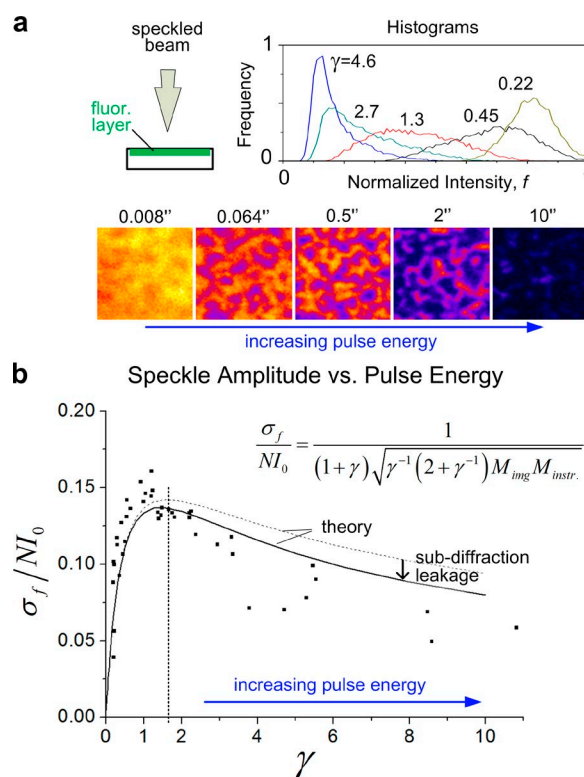 a
speckled
beam
fluor.
layer
Histograms
Frequency
1
0
γ=4.6
2.7
1.3
0.45
0.22
0
Normalized Intensity, f
0.008"
0.064"
0.5"
2"
10"
increasing pulse energy
b
Speckle Amplitude vs. Pulse Energy
σf/NI0
0.20
0.15
0.10
0.05
0.00
σf/NI0 = 1/((1+γ)√(γ⁻¹(2+γ⁻¹)Mimg Minstr.))
theory
sub-diffraction
leakage
increasing pulse energy
0 1 2 4 6 8 10
γ